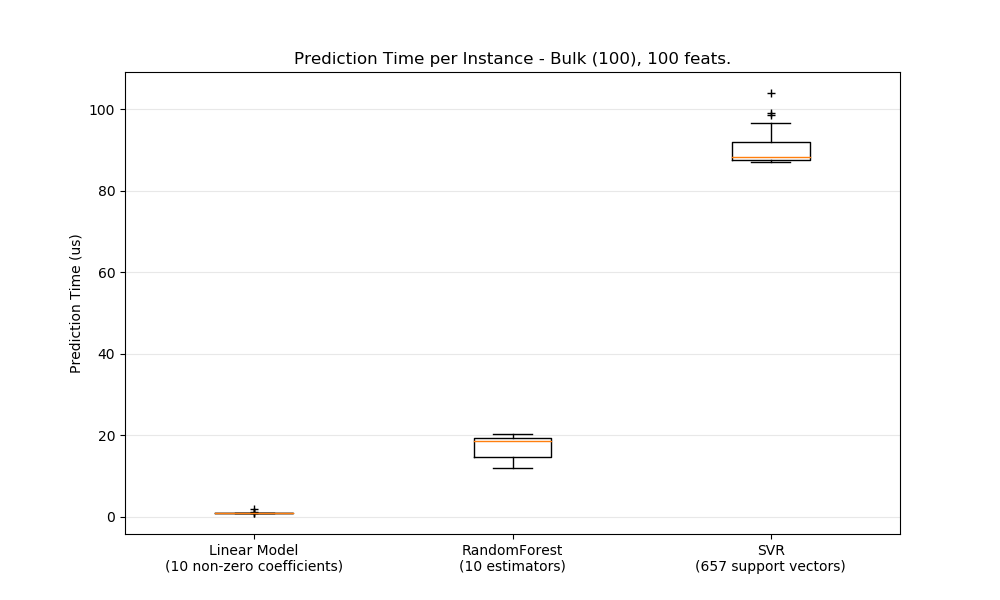 Prediction Time per Instance - Bulk (100), 100 feats.
Prediction Time (us)
100
80
60
40
20
0
Linear Model
(10 non-zero coefficients)
RandomForest
(10 estimators)
SVR
(657 support vectors)